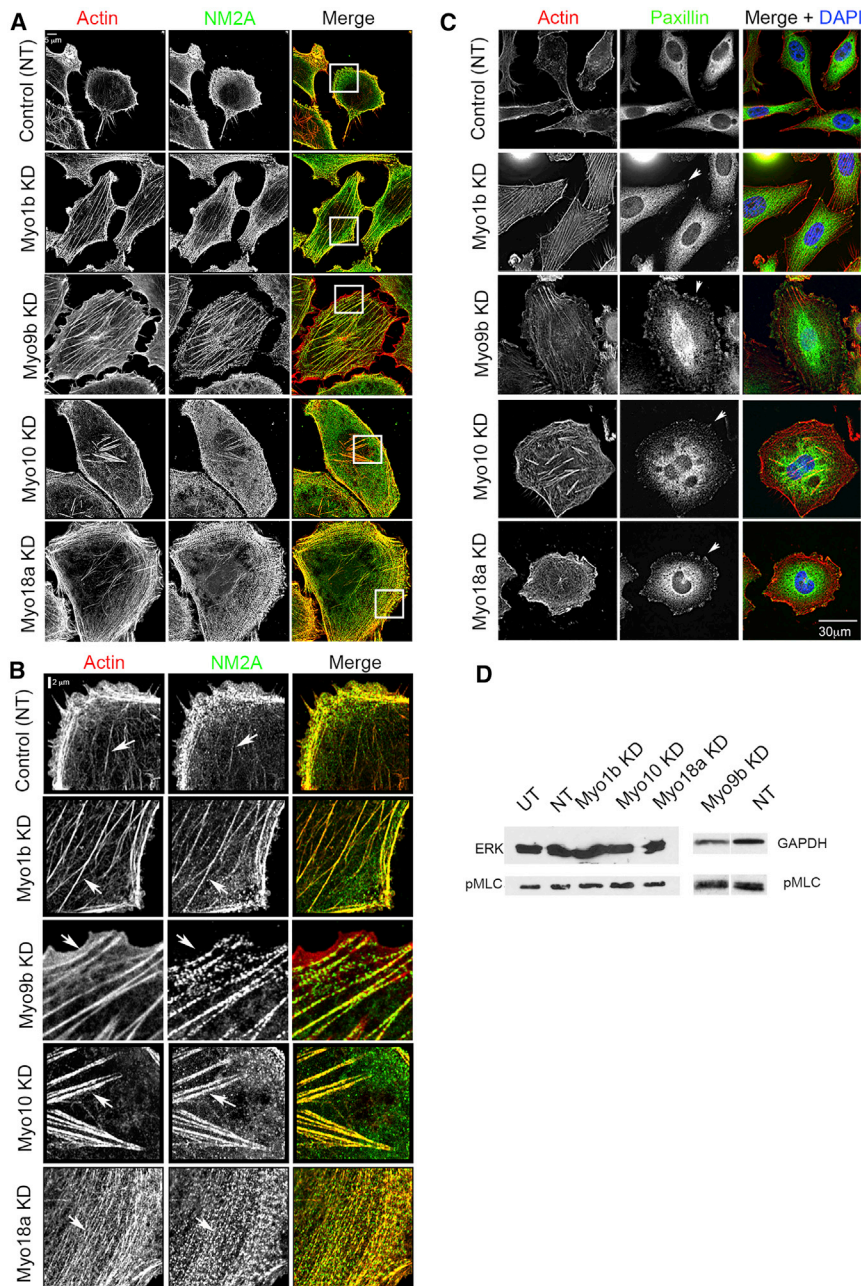 A
Actin NM2A Merge
5 μm
Control (NT)
Myo1b KD
Myo9b KD
Myo10 KD
Myo18a KD
B
Actin NM2A Merge
2 μm
Control (NT)
Myo1b KD
Myo9b KD
Myo10 KD
Myo18a KD
C
Actin Paxillin Merge + DAPI
Control (NT)
Myo1b KD
Myo9b KD
Myo10 KD
Myo18a KD
30μm
D
UT NT Myo1b KD Myo10 KD Myo18a KD Myo9b KD NT
ERK GAPDH
pMLC pMLC